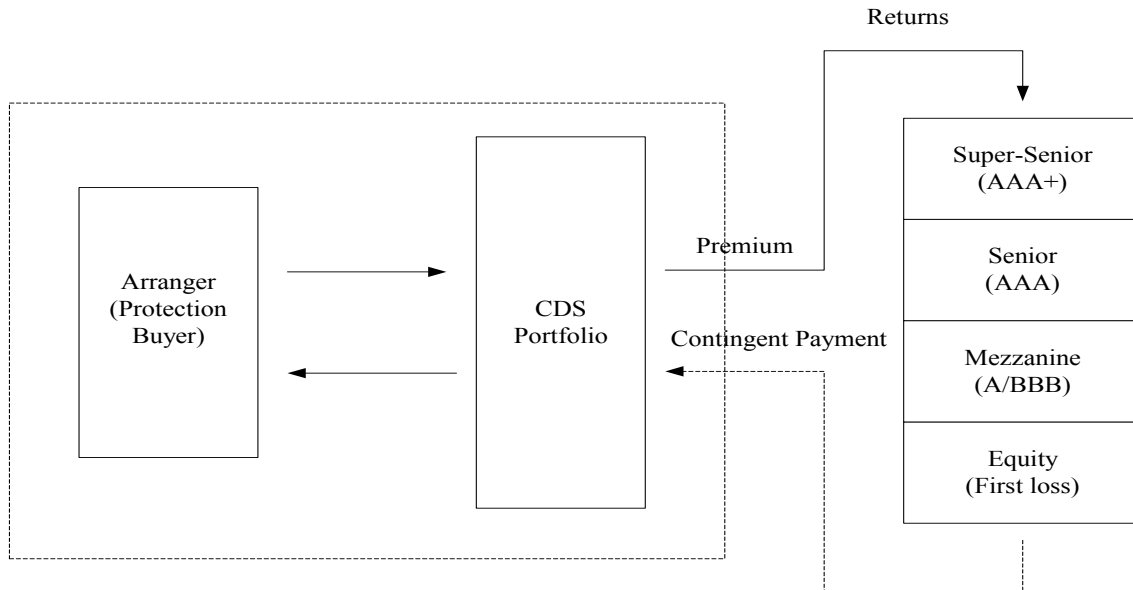 Returns
Super-Senior
(AAA+)
Premium
Senior
(AAA)
Arranger
(Protection
Buyer)
CDS
Portfolio
Contingent Payment
Mezzanine
(A/BBB)
Equity
(First loss)